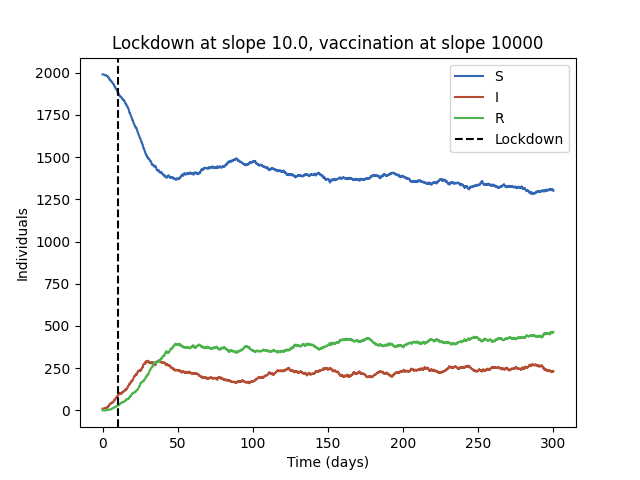 Lockdown at slope 10.0, vaccination at slope 10000
2000
1750
1500
1250
1000
750
500
250
0
Individuals
S
I
R
Lockdown
0 50 100 150 200 250 300
Time (days)